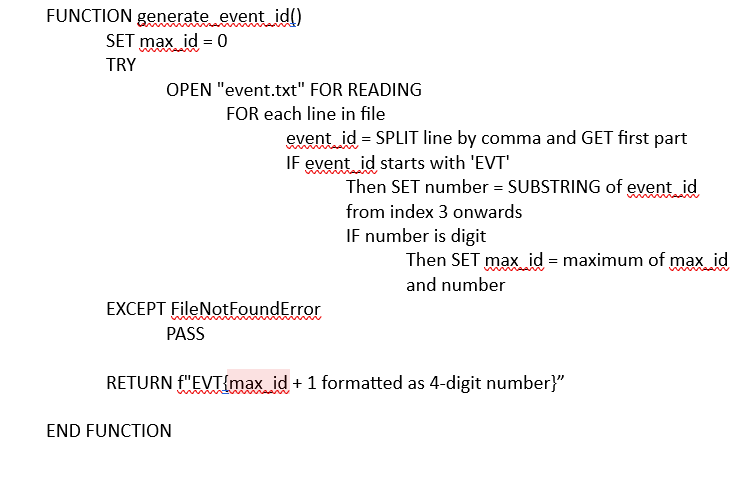 FUNCTION generate_event_id()
SET max_id = 0
TRY
OPEN "event.txt" FOR READING
FOR each line in file
event_id = SPLIT line by comma and GET first part
IF event_id starts with 'EVT'
Then SET number = SUBSTRING of event_id
from index 3 onwards
IF number is digit
Then SET max_id = maximum of max_id
and number
EXCEPT FileNotFoundError
PASS
RETURN f"EVT{max_id + 1 formatted as 4-digit number}”
END FUNCTION